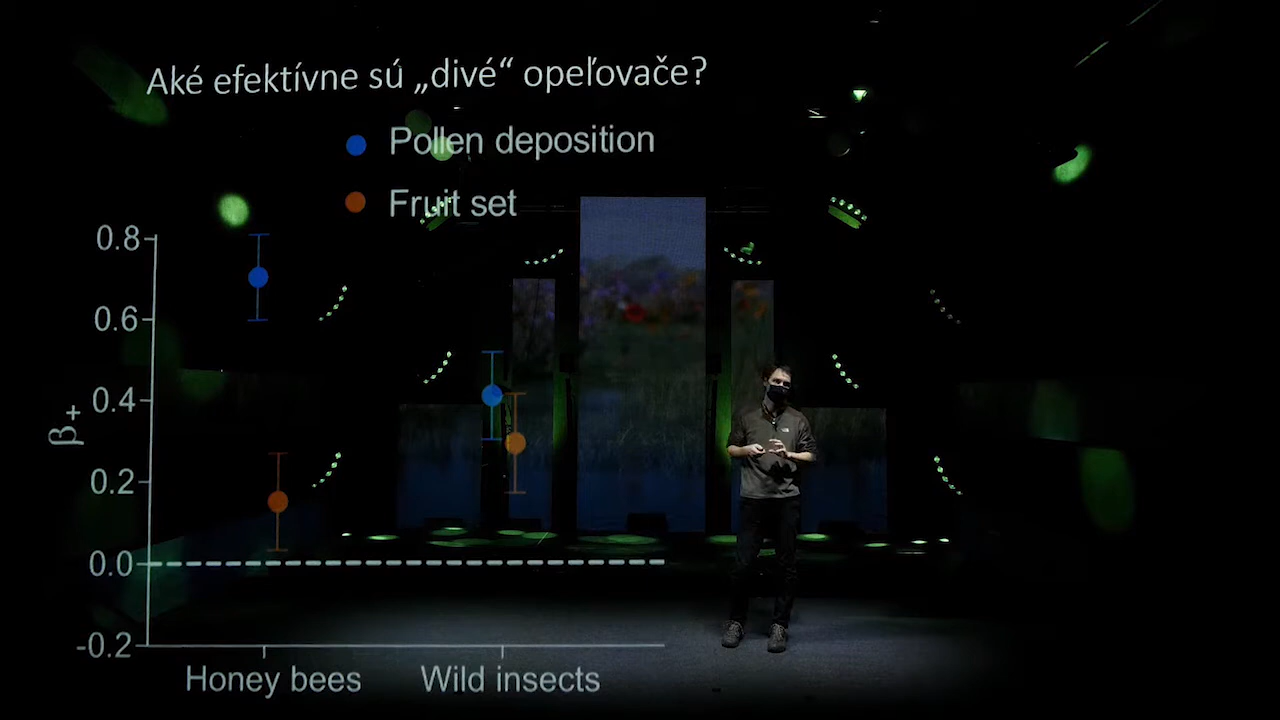 Aké efektívne sú „divé“ opeľovače?
Pollen deposition
Fruit set
0.8
0.6
0.4
0.2
0.0
-0.2
β+
Honey bees
Wild insects